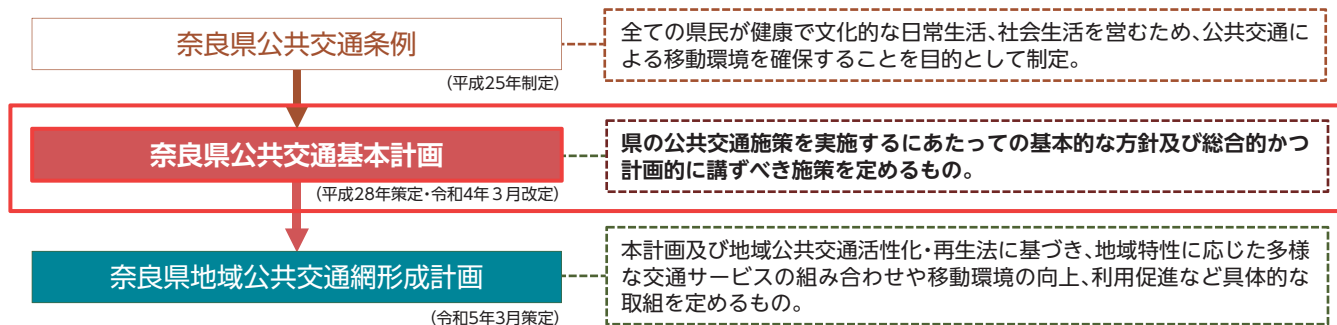 奈良県公共交通条例
(平成25年制定)
全ての県民が健康で文化的な日常生活、社会生活を営むため、公共交通に
よる移動環境を確保することを目的として制定。
奈良県公共交通基本計画
(平成28年策定・令和4年３月改定)
県の公共交通施策を実施するにあたっての基本的な方針及び総合的かつ
計画的に講ずべき施策を定めるもの。
奈良県地域公共交通網形成計画
(令和5年3月策定)
本計画及び地域公共交通活性化・再生法に基づき、地域特性に応じた多様
な交通サービスの組み合わせや移動環境の向上、利用促進など具体的な
取組を定めるもの。